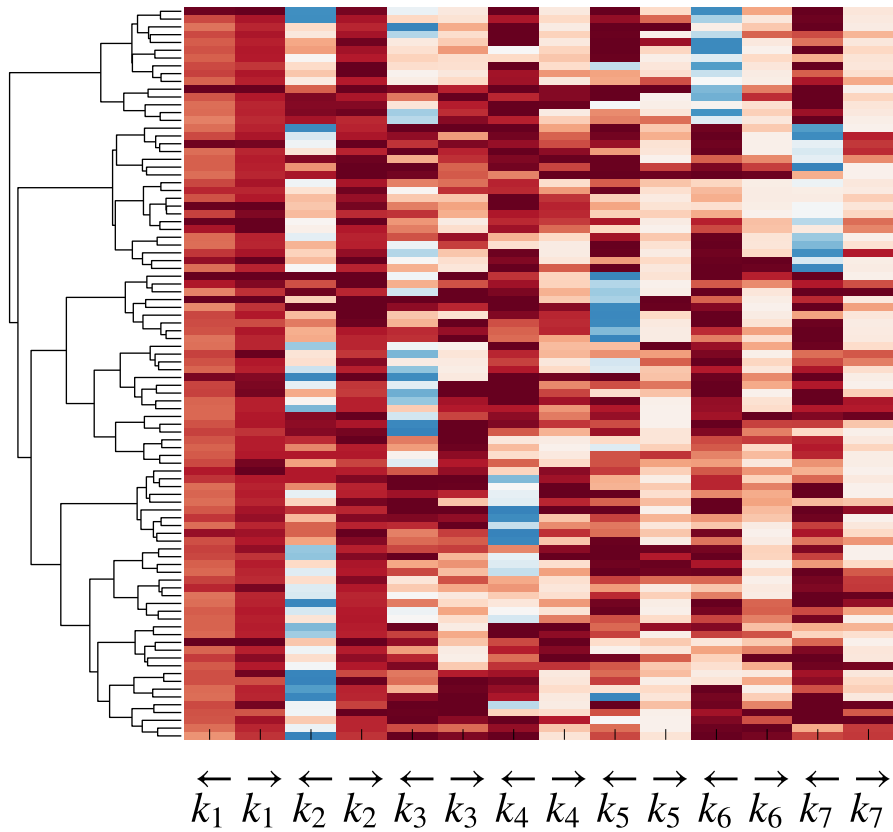 ← → ← → ← → ← → ← → ← → ← →
k₁ k₁ k₂ k₂ k₃ k₃ k₄ k₄ k₅ k₅ k₆ k₆ k₇ k₇